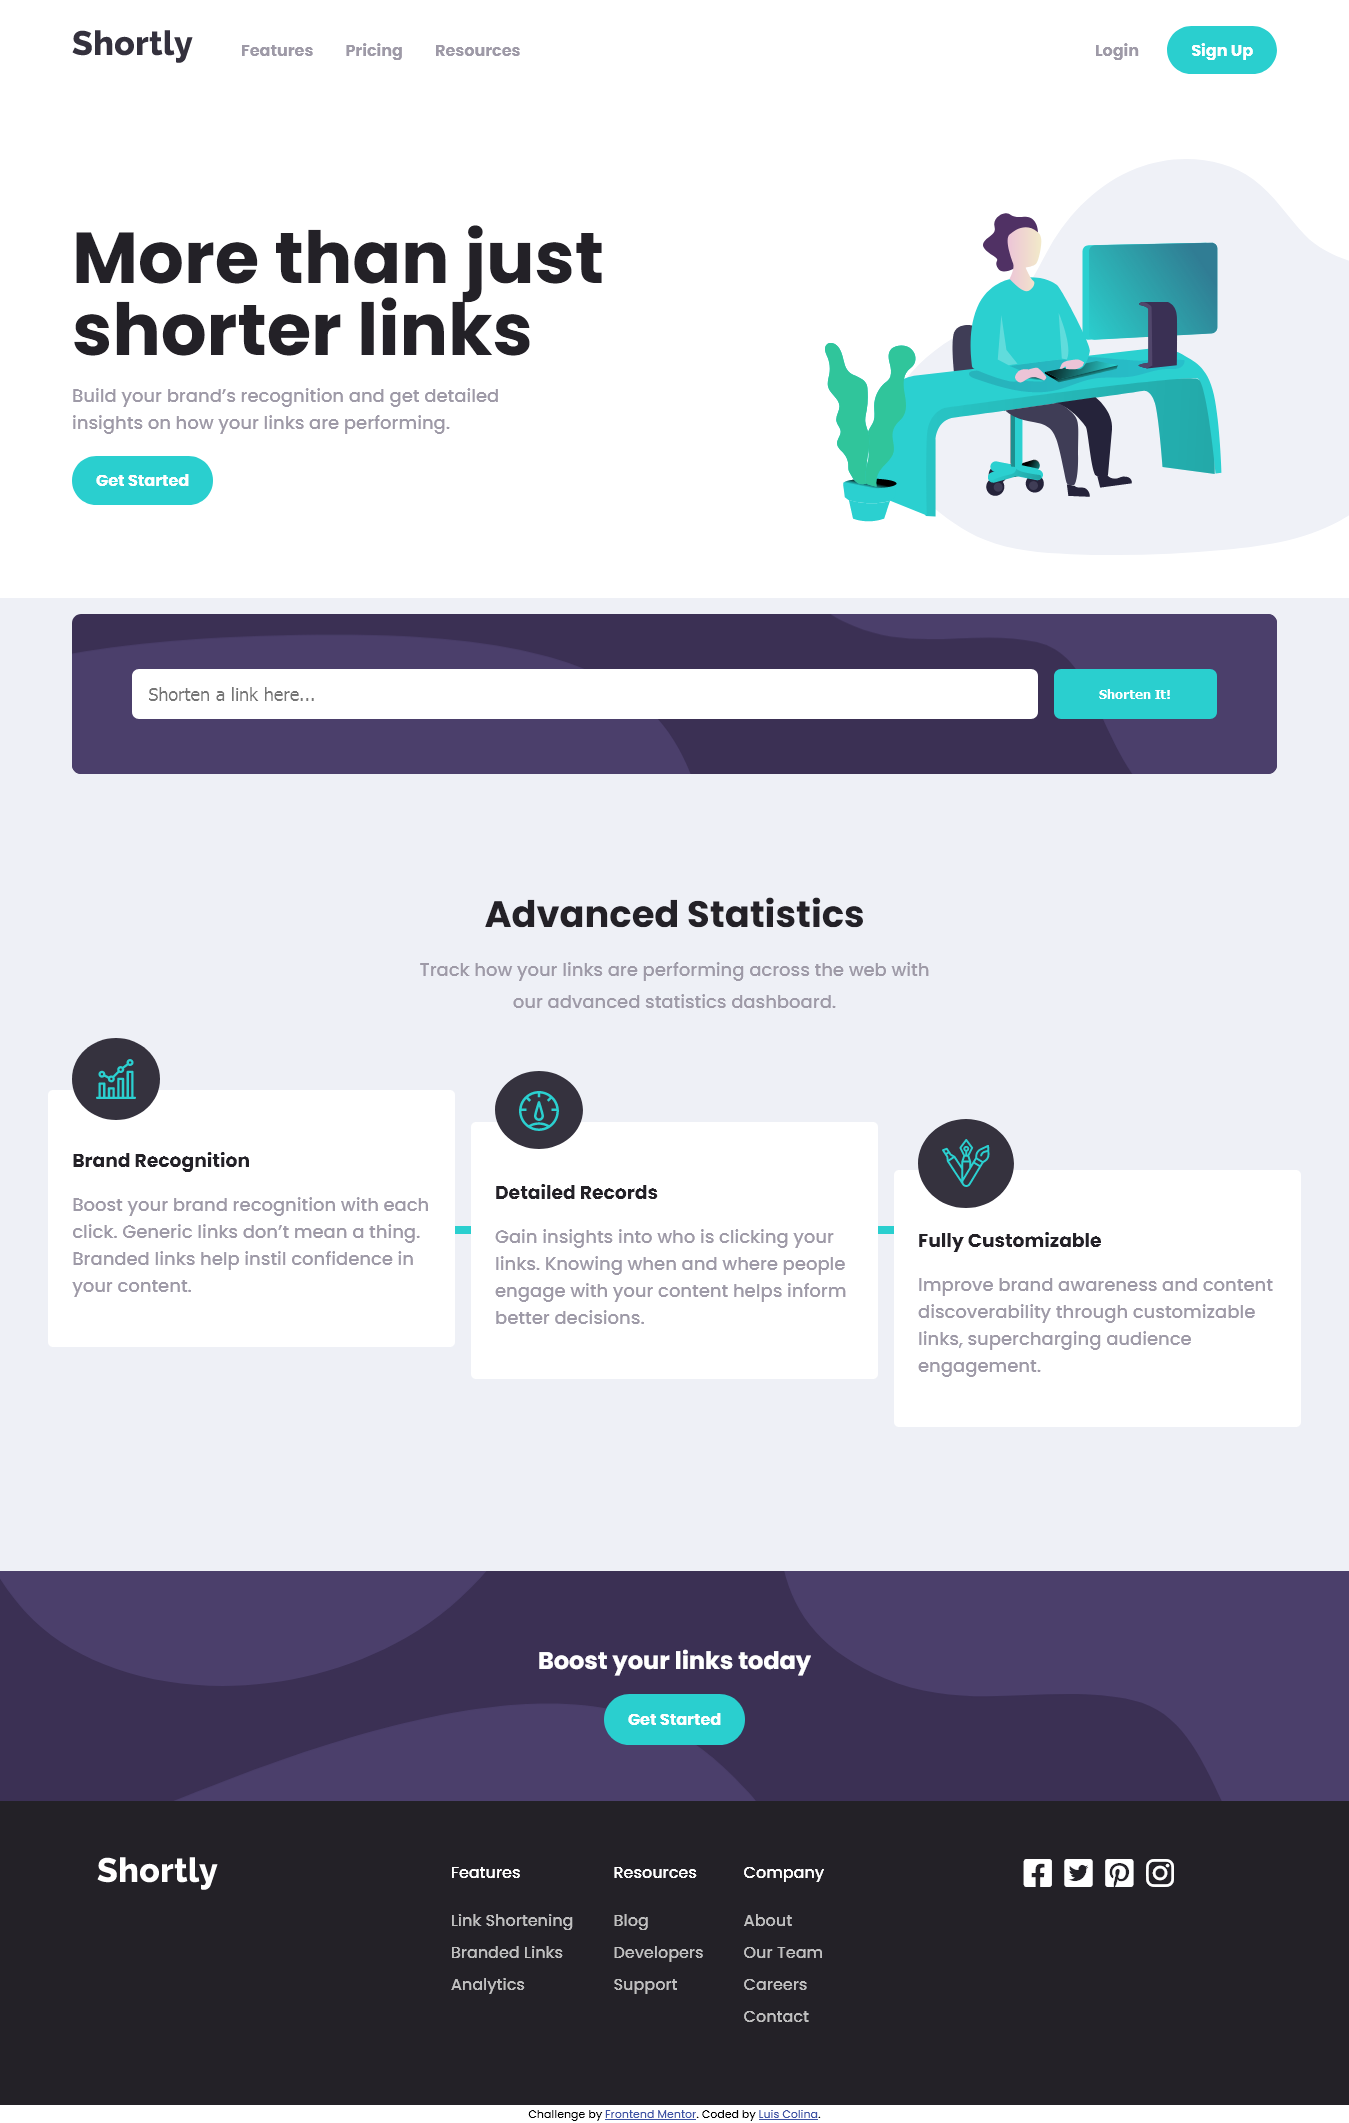 Shortly
Features
Pricing
Resources
Login
Sign Up
More than just
shorter links
Build your brand’s recognition and get detailed
insights on how your links are performing.
Get Started
Shorten a link here...
Shorten It!
Advanced Statistics
Track how your links are performing across the web with
our advanced statistics dashboard.
Brand Recognition
Boost your brand recognition with each
click. Generic links don’t mean a thing.
Branded links help instil confidence in
your content.
Detailed Records
Gain insights into who is clicking your
links. Knowing when and where people
engage with your content helps inform
better decisions.
Fully Customizable
Improve brand awareness and content
discoverability through customizable
links, supercharging audience
engagement.
Boost your links today
Get Started
Shortly
Features
Link Shortening
Branded Links
Analytics
Resources
Blog
Developers
Support
Company
About
Our Team
Careers
Contact
Challenge by Frontend Mentor. Coded by Luis Colina.